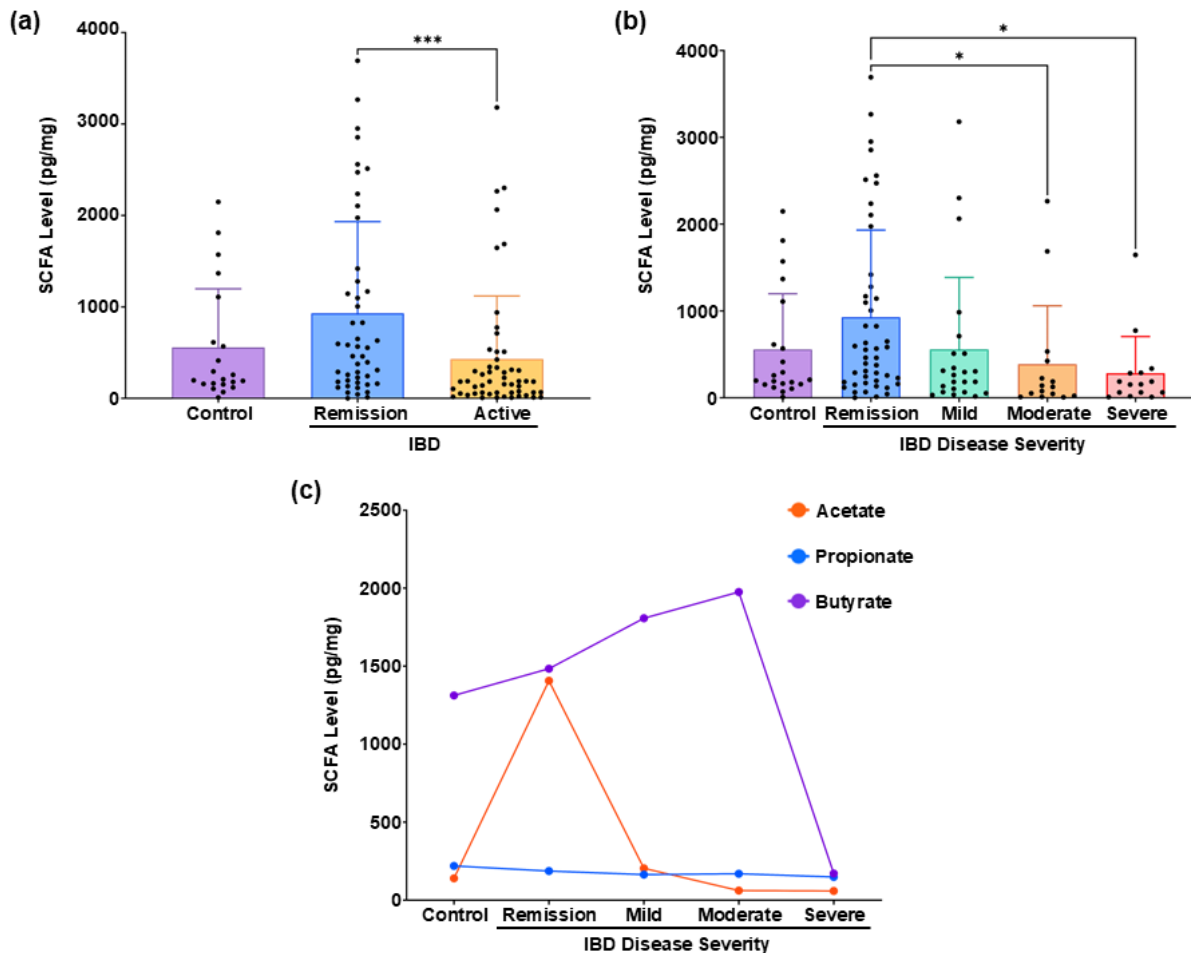 (a)
SCFA Level (pg/mg)
4000
3000
2000
1000
0
***
Control
Remission
Active
IBD
(b)
SCFA Level (pg/mg)
4000
3000
2000
1000
0
*
*
Control
Remission
Mild
Moderate
Severe
IBD Disease Severity
(c)
SCFA Level (pg/mg)
2500
2000
1500
1000
500
0
Acetate
Propionate
Butyrate
Control
Remission
Mild
Moderate
Severe
IBD Disease Severity